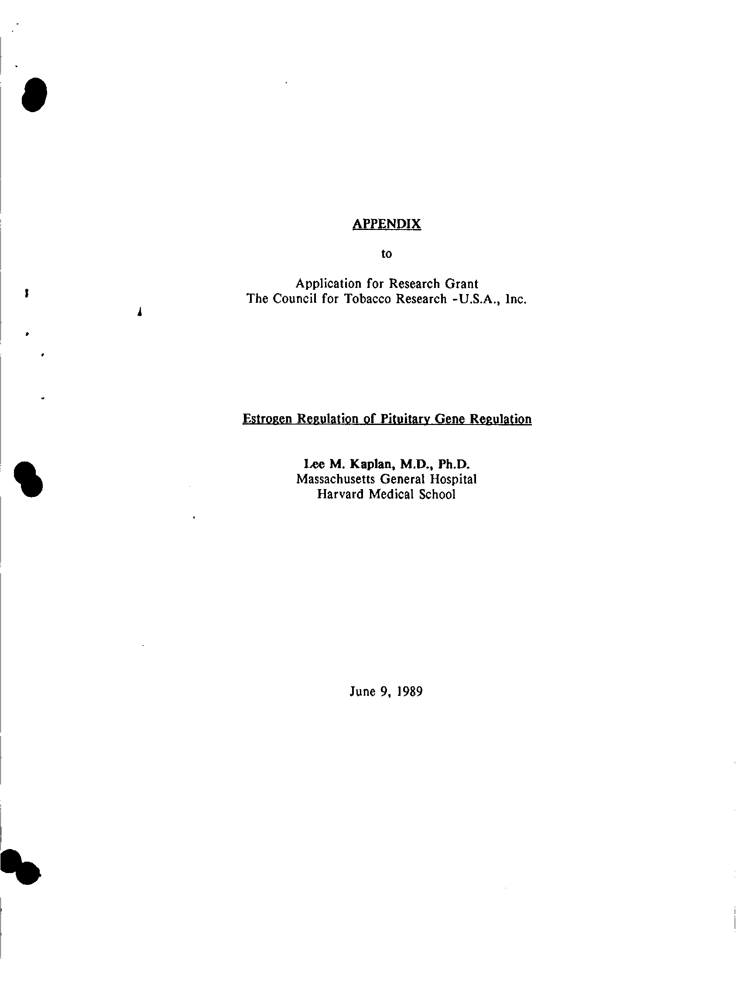 APPENDIX
to
Application for Research Grant
The Council for Tobacco Research -U.S.A., Inc.
Estrogen Regulation of Pituitary Gene Regulation
Lee M. Kaplan, M.D., Ph.D.
Massachusetts General Hospital
Harvard Medical School
June 9, 1989